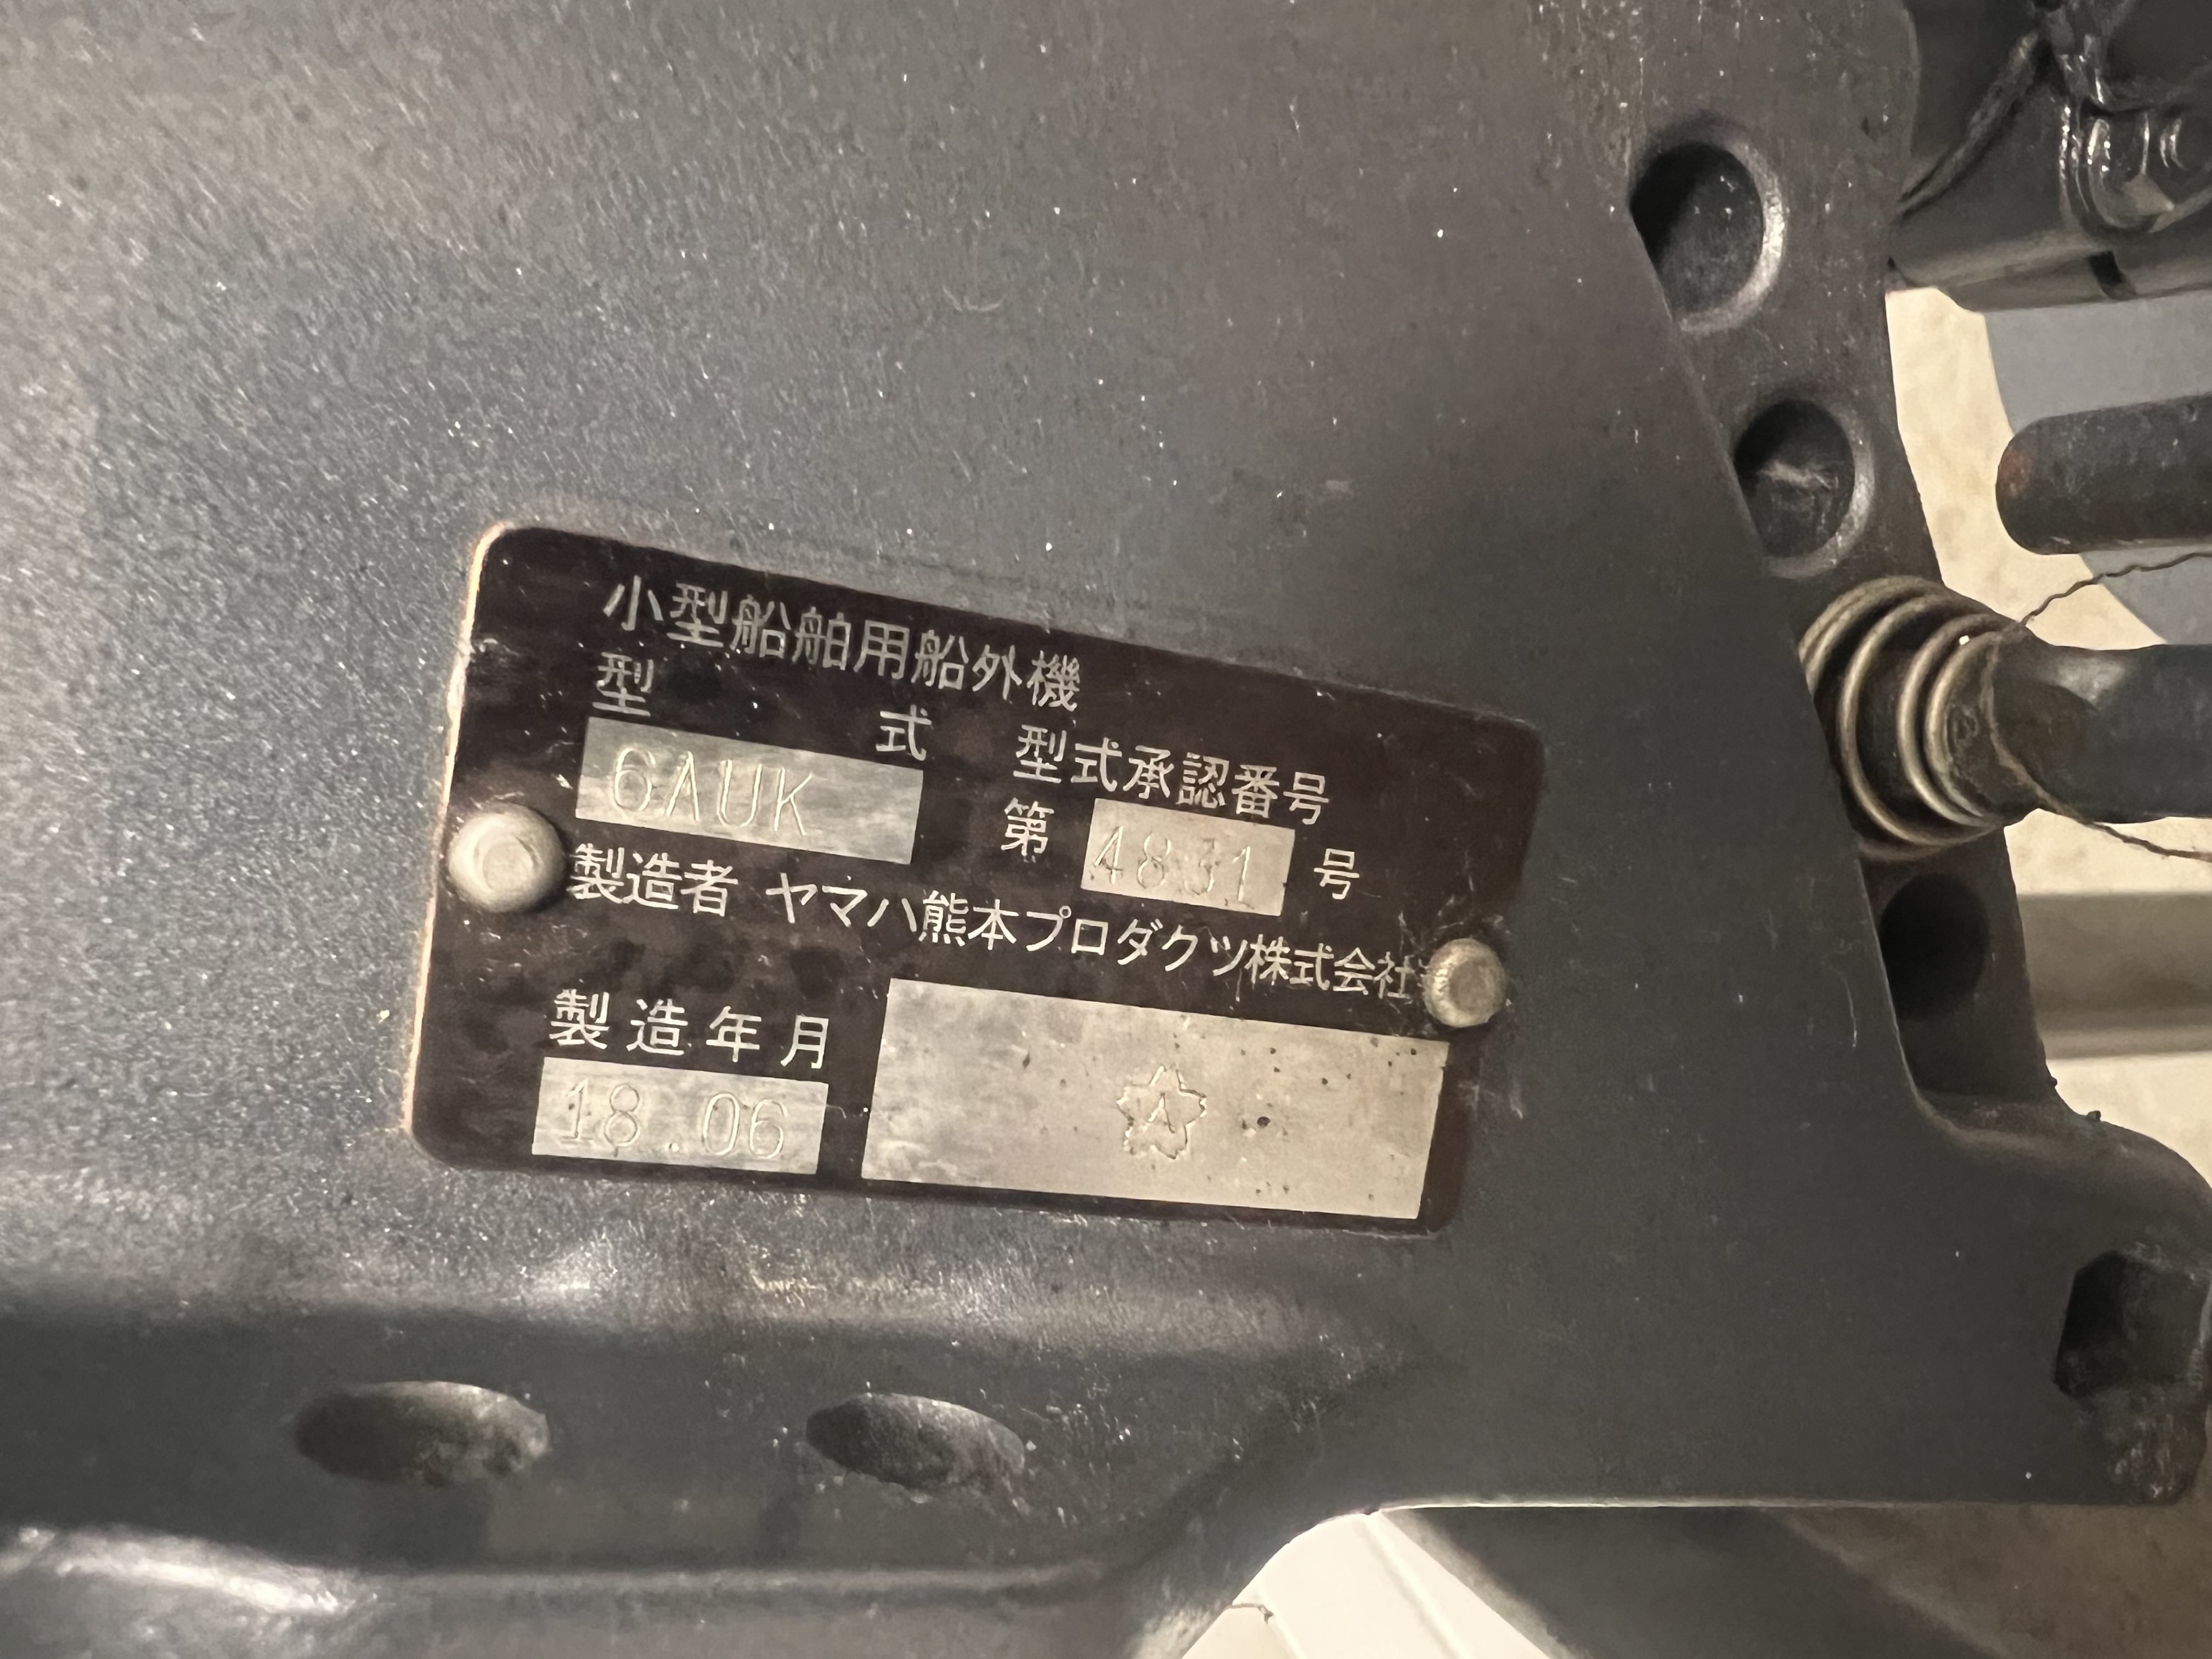 小型船舶用船外機
型 式 型式承認番号
6AUK 第 4831 号
製造者 ヤマハ熊本プロダクツ株式会社
製造年月
18.06
A